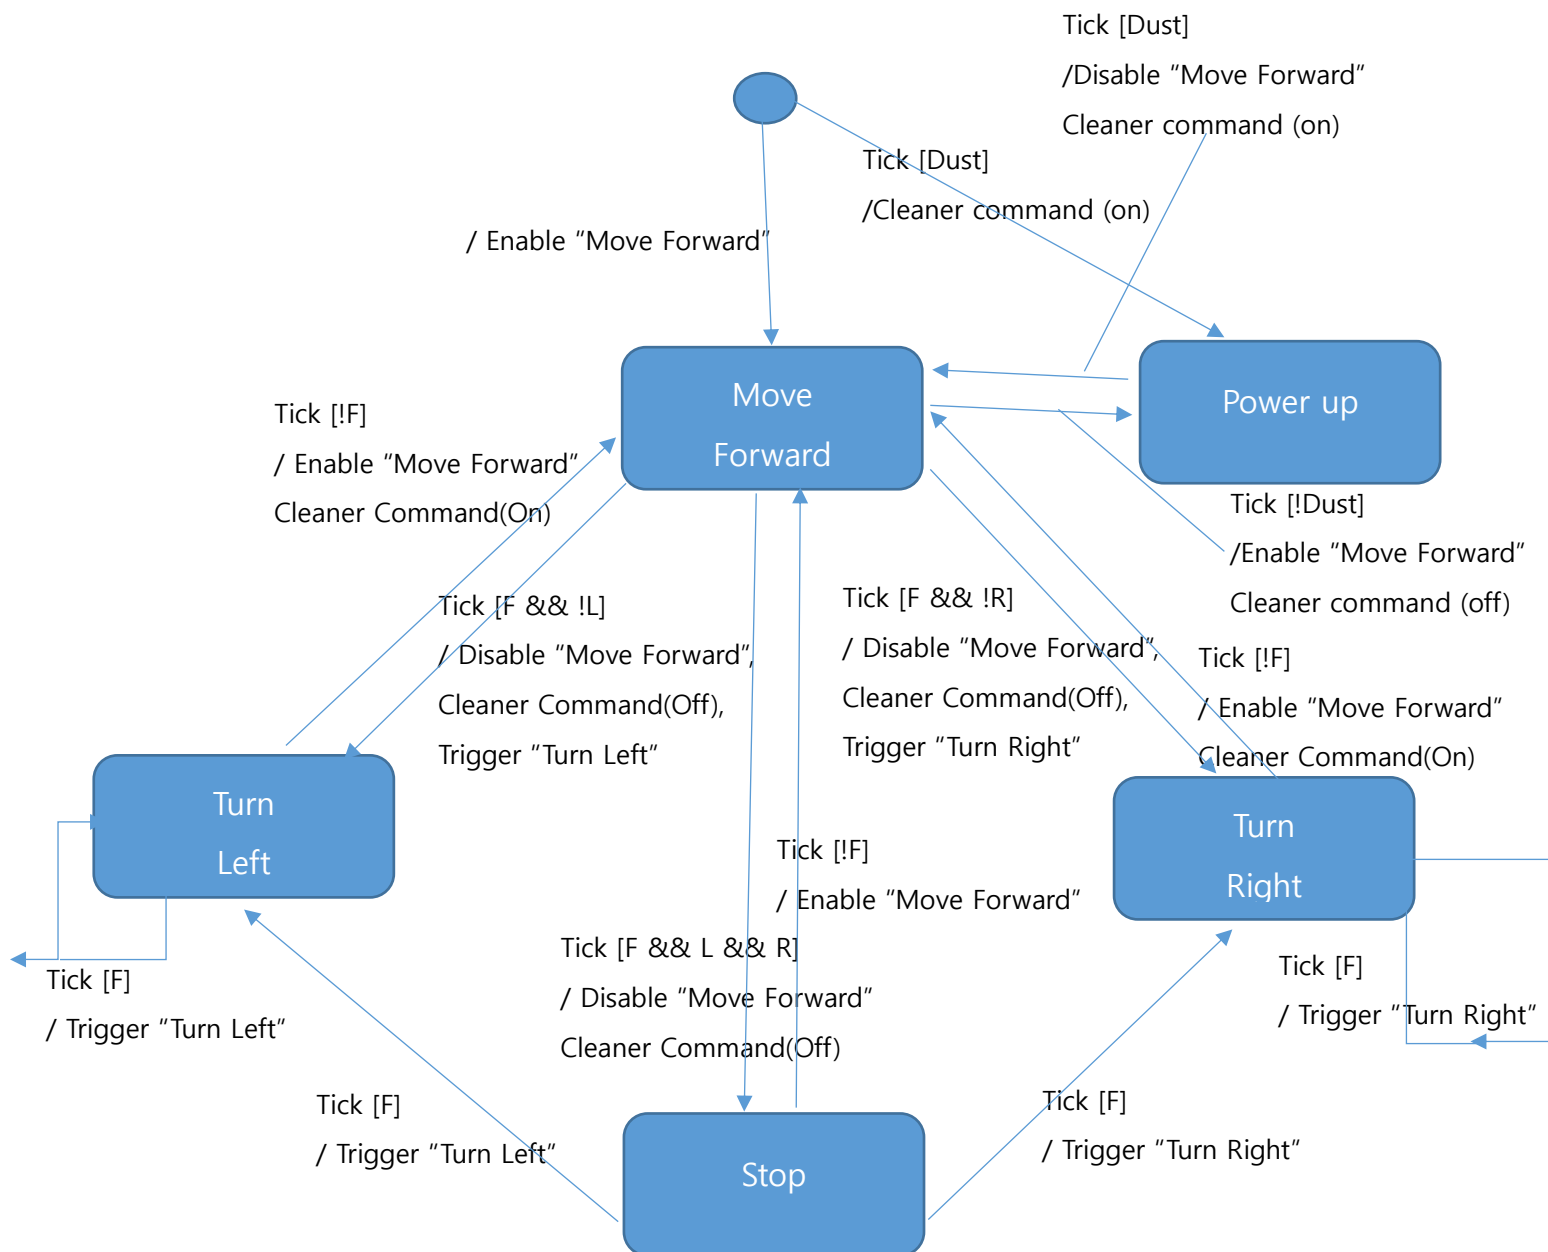 Tick [Dust]
/Disable “Move Forward”
Cleaner command (on)
Tick [Dust]
/Cleaner command (on)
/ Enable “Move Forward”
Move
Forward
Power up
Tick [!F]
/ Enable “Move Forward”
Cleaner Command(On)
Tick [!Dust]
/Enable “Move Forward”
Cleaner command (off)
Tick [F && !L]
/ Disable “Move Forward”,
Cleaner Command(Off),
Trigger “Turn Left”
Tick [F && !R]
/ Disable “Move Forward”,
Cleaner Command(Off),
Trigger “Turn Right”
Tick [!F]
/ Enable “Move Forward”
Cleaner Command(On)
Turn
Left
Turn
Right
Tick [!F]
/ Enable “Move Forward”
Tick [F && L && R]
/ Disable “Move Forward”
Cleaner Command(Off)
Tick [F]
/ Trigger “Turn Left”
Tick [F]
/ Trigger “Turn Right”
Tick [F]
/ Trigger “Turn Left”
Tick [F]
/ Trigger “Turn Right”
Stop